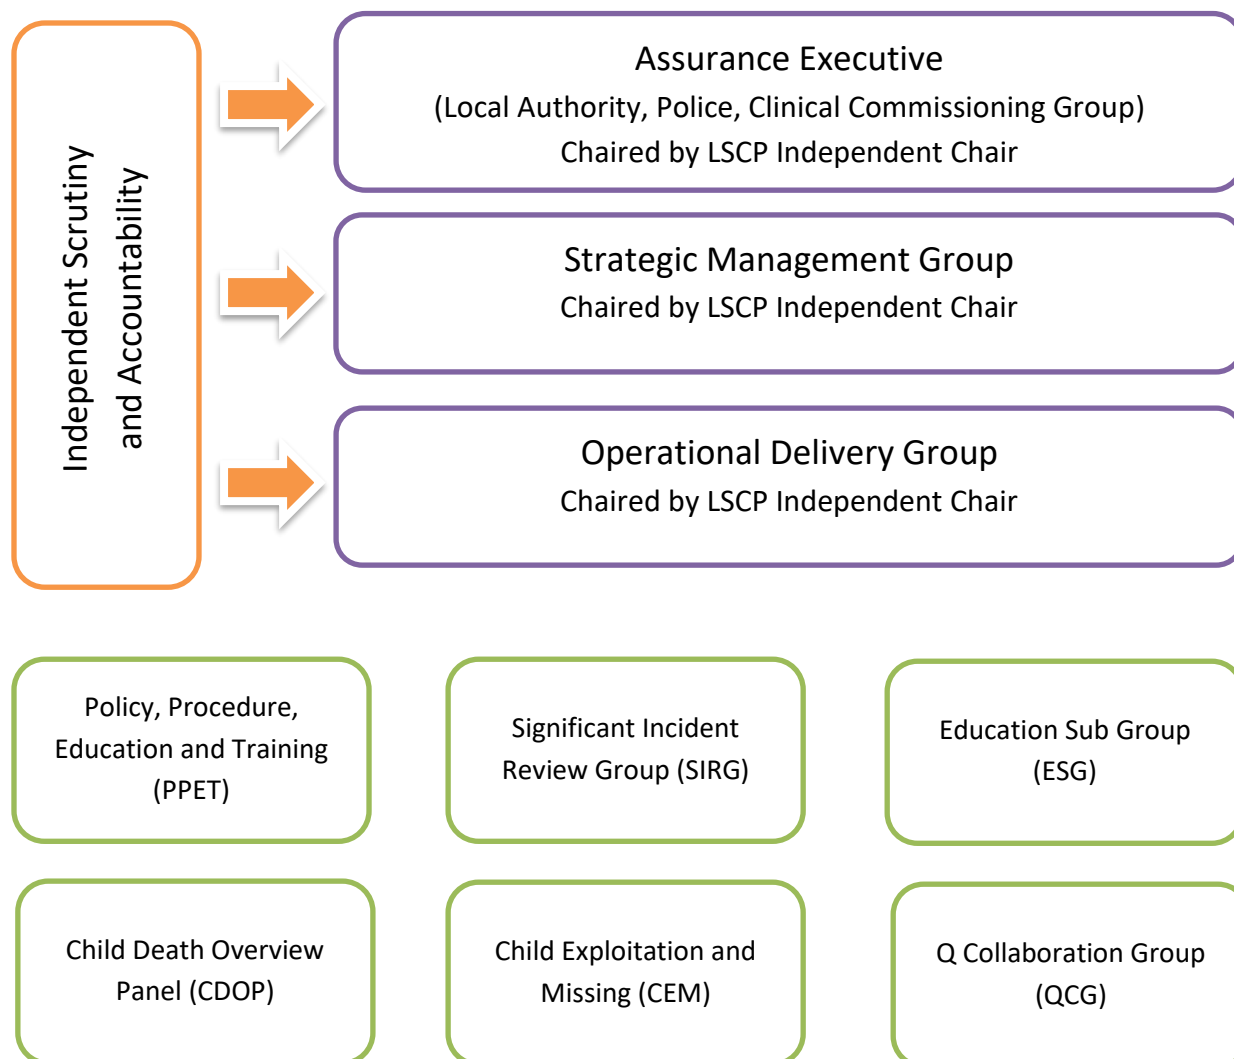 Independent Scrutiny
and Accountability
Assurance Executive
(Local Authority, Police, Clinical Commissioning Group)
Chaired by LSCP Independent Chair
Strategic Management Group
Chaired by LSCP Independent Chair
Operational Delivery Group
Chaired by LSCP Independent Chair
Policy, Procedure,
Education and Training
(PPET)
Significant Incident
Review Group (SIRG)
Education Sub Group
(ESG)
Child Death Overview
Panel (CDOP)
Child Exploitation and
Missing (CEM)
Q Collaboration Group
(QCG)